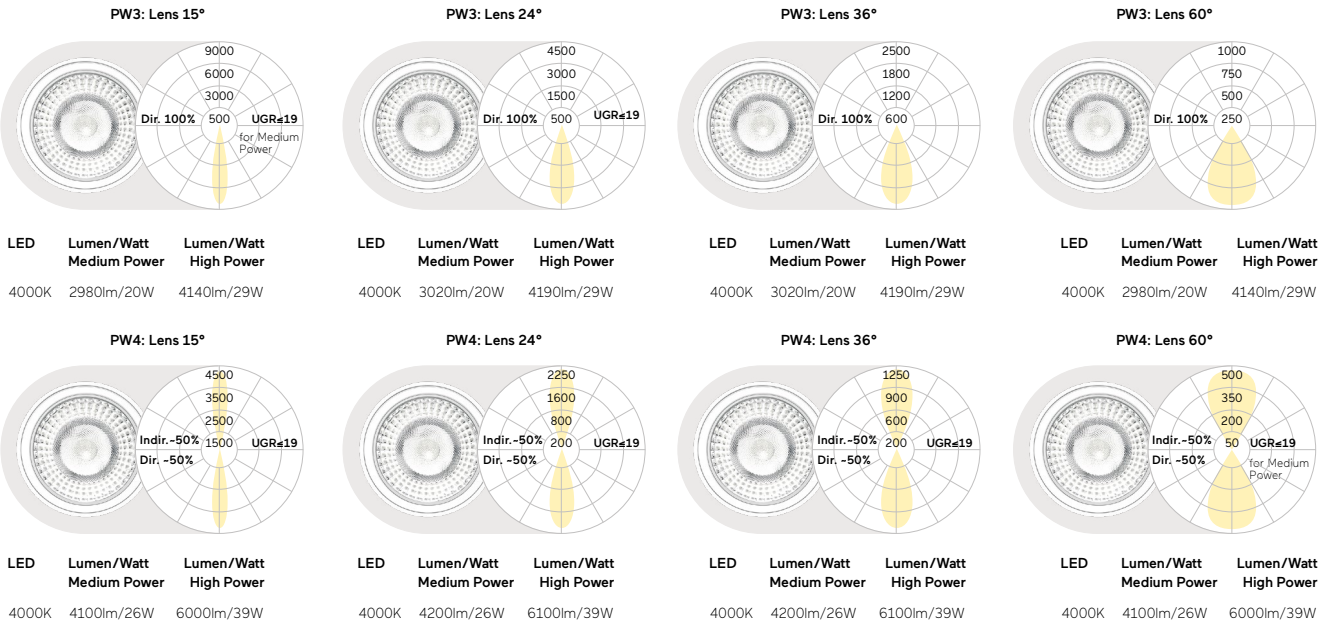 PW3: Lens 15°
9000
6000
3000
Dir. 100% 500 UGR≤19
for Medium
Power
LED Lumen/Watt Lumen/Watt
Medium Power High Power
4000K 2980lm/20W 4140lm/29W
PW3: Lens 24°
4500
3000
1500
Dir. 100% 500 UGR≤19
LED Lumen/Watt Lumen/Watt
Medium Power High Power
4000K 3020lm/20W 4190lm/29W
PW3: Lens 36°
2500
1800
1200
Dir. 100% 600
LED Lumen/Watt Lumen/Watt
Medium Power High Power
4000K 3020lm/20W 4190lm/29W
PW3: Lens 60°
1000
750
500
Dir. 100% 250
LED Lumen/Watt Lumen/Watt
Medium Power High Power
4000K 2980lm/20W 4140lm/29W
PW4: Lens 15°
4500
3500
2500
Indir.~50% 1500 UGR≤19
Dir. ~50%
LED Lumen/Watt Lumen/Watt
Medium Power High Power
4000K 4100lm/26W 6000lm/39W
PW4: Lens 24°
2250
1600
800
Indir.~50% 200 UGR≤19
Dir. ~50%
LED Lumen/Watt Lumen/Watt
Medium Power High Power
4000K 4200lm/26W 6100lm/39W
PW4: Lens 36°
1250
900
600
Indir.~50% 200 UGR≤19
Dir. ~50%
LED Lumen/Watt Lumen/Watt
Medium Power High Power
4000K 4200lm/26W 6100lm/39W
PW4: Lens 60°
500
350
200
Indir.~50% 50 UGR≤19
Dir. ~50%
for Medium
Power
LED Lumen/Watt Lumen/Watt
Medium Power High Power
4000K 4100lm/26W 6000lm/39W